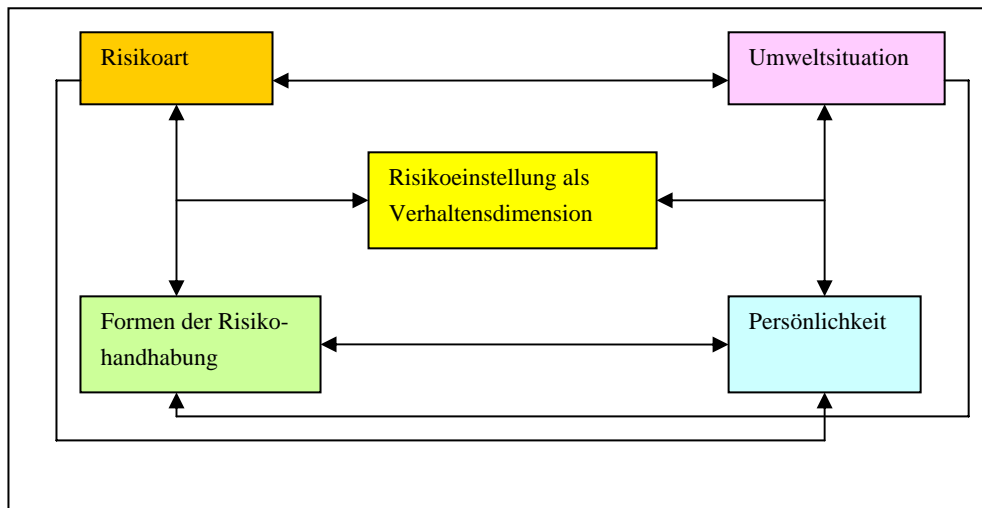 Risikoart
Umweltsituation
Risikoeinstellung als
Verhaltensdimension
Formen der Risiko-
handhabung
Persönlichkeit